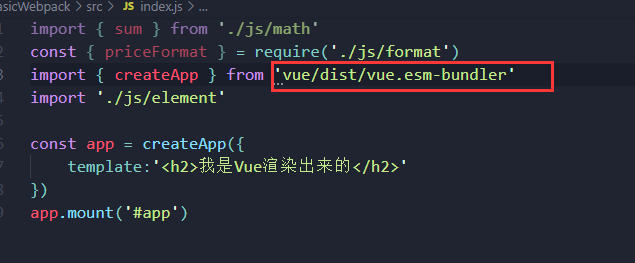 asicWebpack > src > JS index.js > ...
import { sum } from './js/math'
2 const { priceFormat } = require('./js/format')
3 import { createApp } from 'vue/dist/vue.esm-bundler'
4 import './js/element'
5
6 const app = createApp({
7 template:'<h2>我是Vue渲染出来的</h2>'
8 })
9 app.mount('#app')